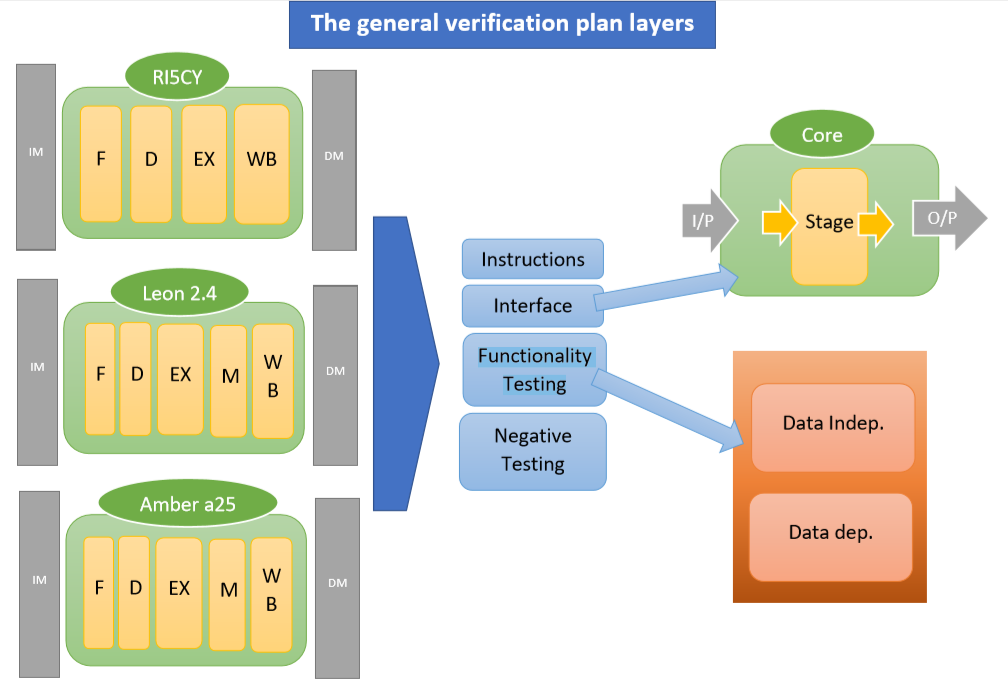 The general verification plan layers
RI5CY
IM
F
D
EX
WB
DM
Leon 2.4
IM
F
D
EX
M
W
B
DM
Amber a25
IM
F
D
EX
M
W
B
DM
Instructions
Interface
Functionality
Testing
Negative
Testing
Core
I/P
Stage
O/P
Data Indep.
Data dep.